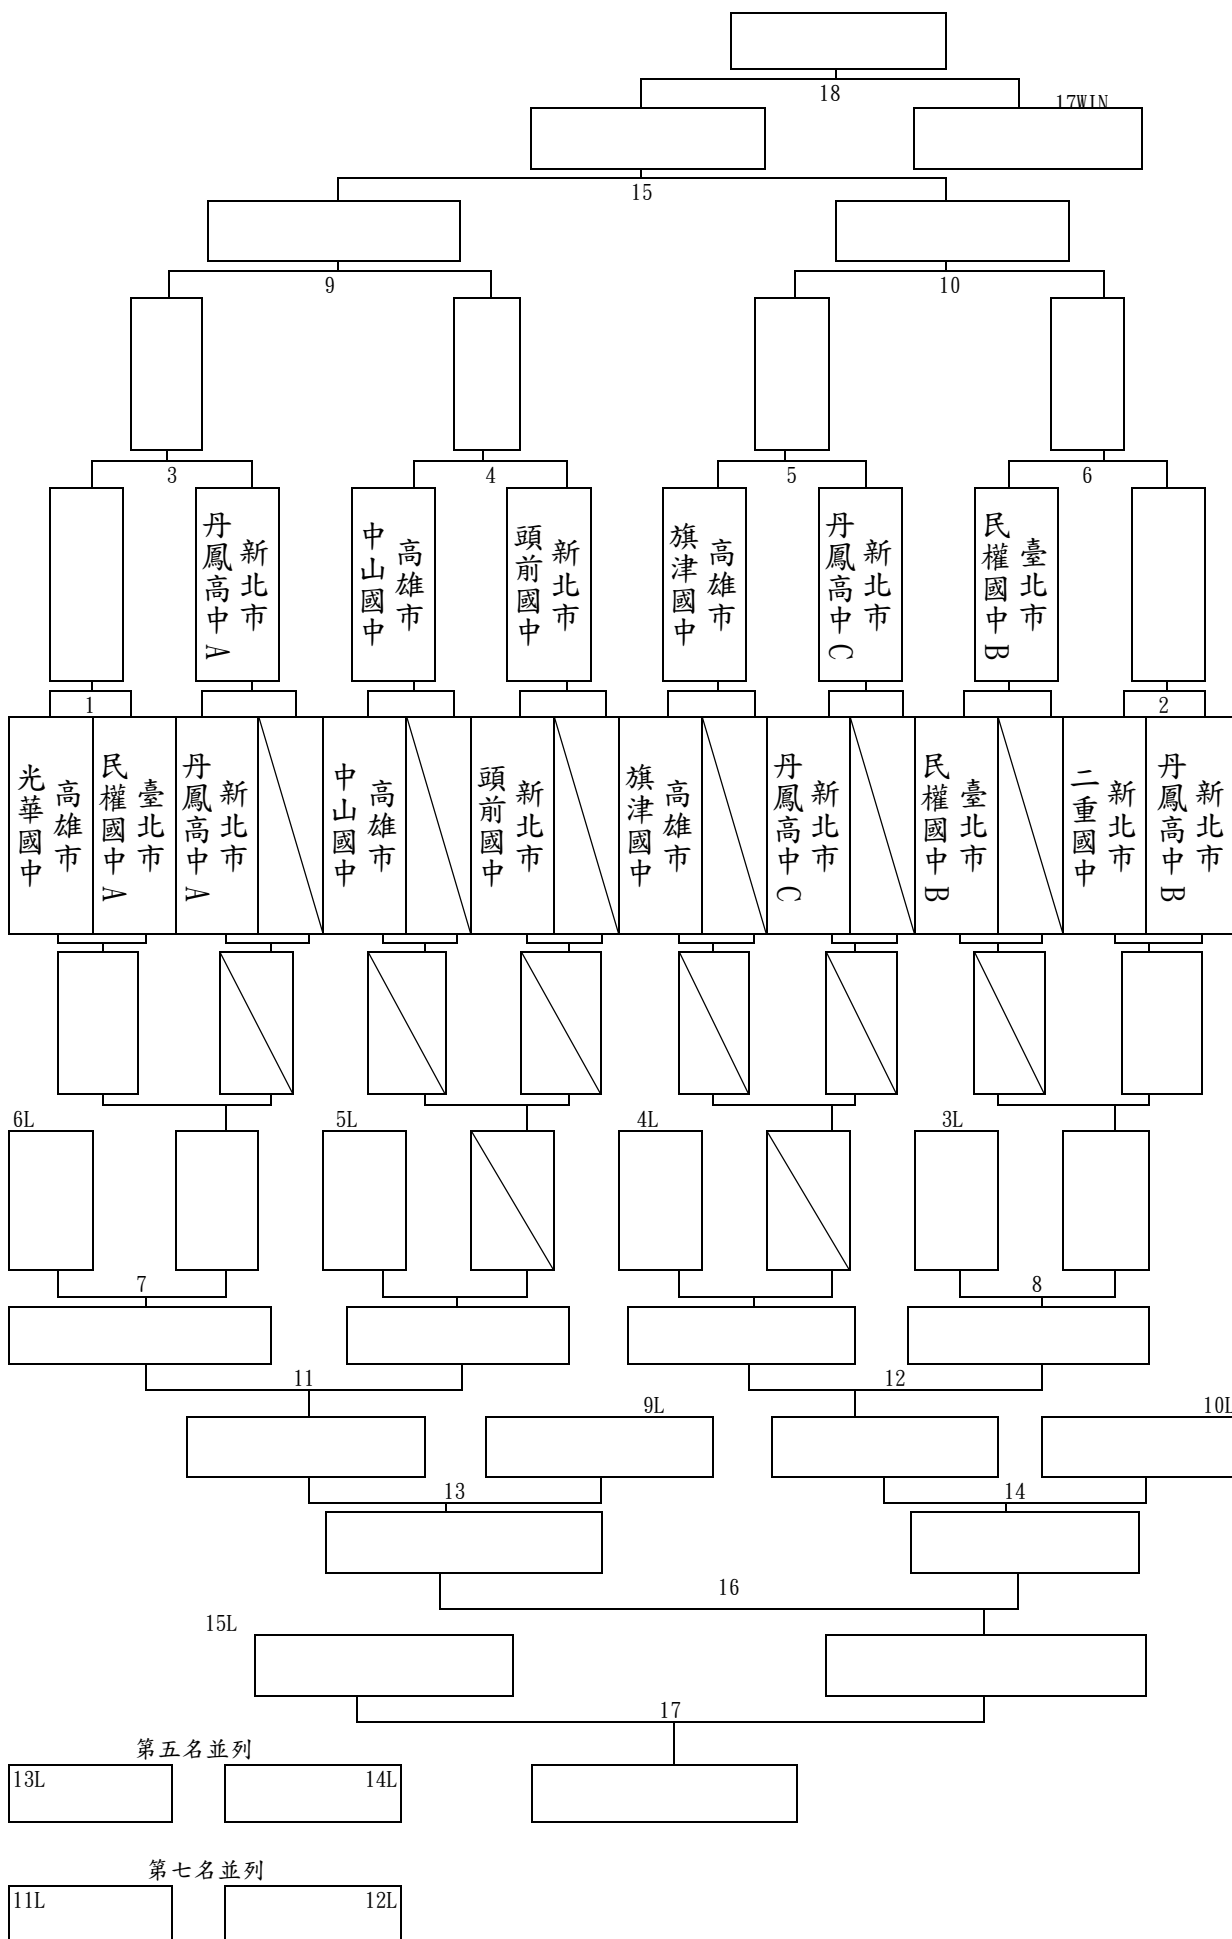 18
17WIN
15
9
10
3
4
5
6
新北市
丹鳳高中A
高雄市
中山國中
新北市
頭前國中
高雄市
旗津國中
新北市
丹鳳高中C
臺北市
民權國中B
1
2
高雄市
光華國中
臺北市
民權國中A
新北市
丹鳳高中A
高雄市
中山國中
新北市
頭前國中
高雄市
旗津國中
新北市
丹鳳高中C
臺北市
民權國中B
新北市
二重國中
新北市
丹鳳高中B
6L
5L
4L
3L
7
8
11
12
9L
10L
13
14
16
15L
17
第五名並列
13L
14L
第七名並列
11L
12L